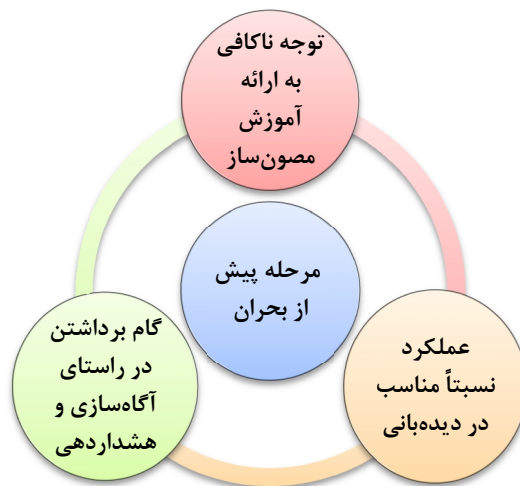 توجه ناکافی
به ارائه
آموزش
مصون‌ساز
مرحله پیش
از بحران
عملکرد
نسبتاً مناسب
در دیده‌بانی
گام برداشتن
در راستای
آگاه‌سازی و
هشداردهی